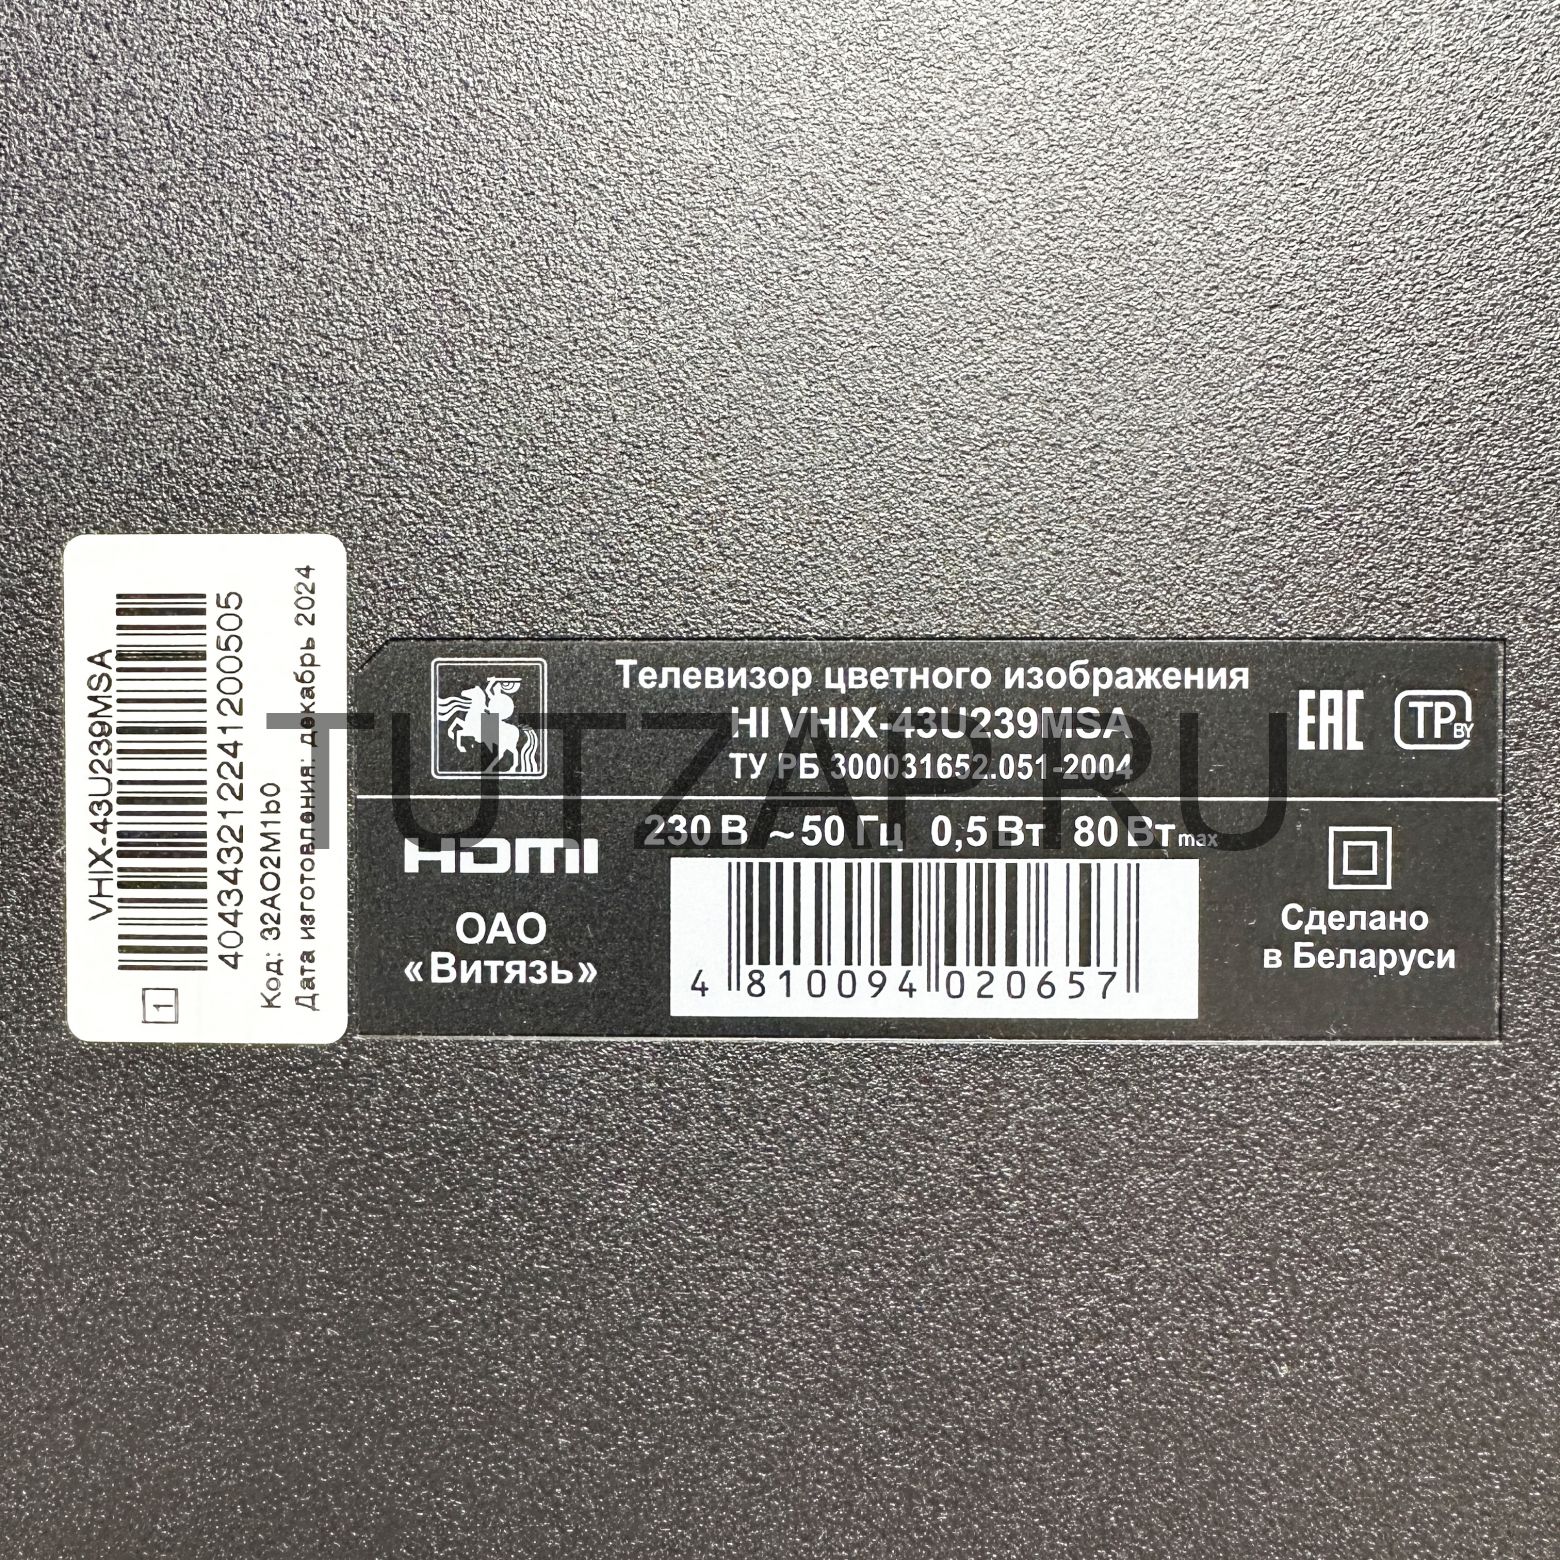 VHIX-43U239MSA
404343212241200505
Код: 32AO2M1b0
Дата изготовления: декабрь 2024
1
Телевизор цветного изображения
HI VHIX-43U239MSA
ТУ РБ 300031652.051-2004
EAC
TP BY
230 В ~ 50 Гц 0,5 Вт 80 Вт max
HDMI
ОАО
«Витязь»
4 810094 020657
Сделано
в Беларуси
TUTZAP.RU